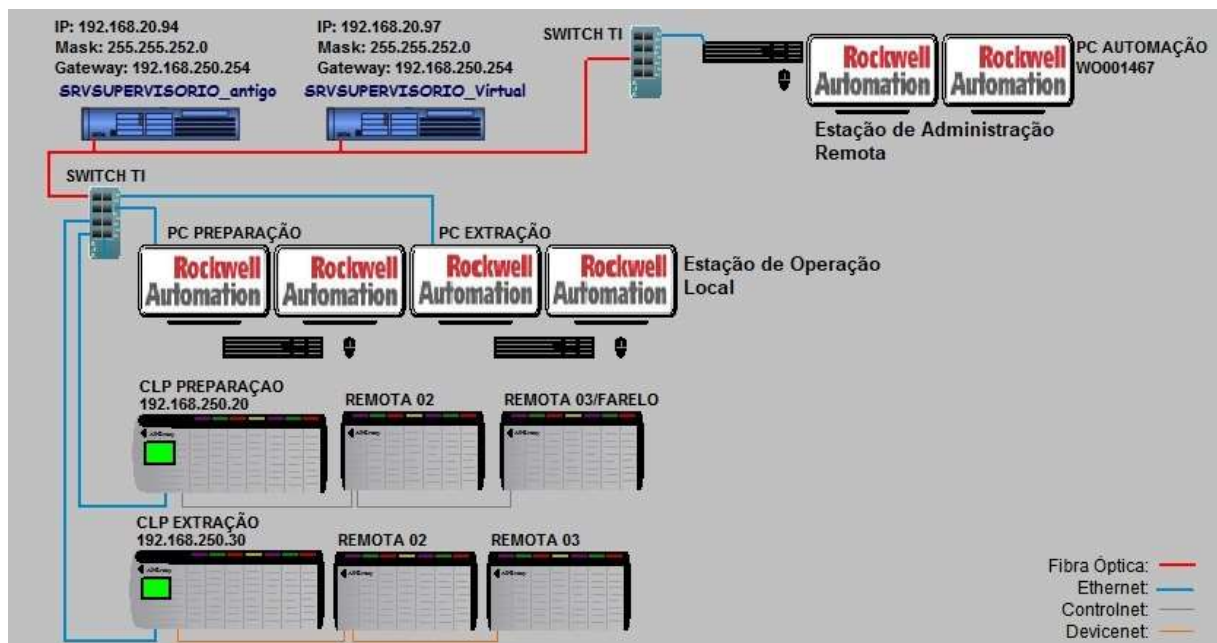 IP: 192.168.20.94
Mask: 255.255.252.0
Gateway: 192.168.250.254
SRVSUPERVISORIO_antigo
IP: 192.168.20.97
Mask: 255.255.252.0
Gateway: 192.168.250.254
SRVSUPERVISORIO_Virtual
SWITCH TI
Rockwell
Automation
Rockwell
Automation
PC AUTOMAÇÃO
WO001467
Estação de Administração
Remota
SWITCH TI
PC PREPARAÇÃO
PC EXTRAÇÃO
Rockwell
Automation
Rockwell
Automation
Rockwell
Automation
Rockwell
Automation
Estação de Operação
Local
CLP PREPARAÇAO
192.168.250.20
REMOTA 02
REMOTA 03/FARELO
CLP EXTRAÇÃO
192.168.250.30
REMOTA 02
REMOTA 03
Fibra Óptica:
Ethernet:
Controlnet:
Devicenet: